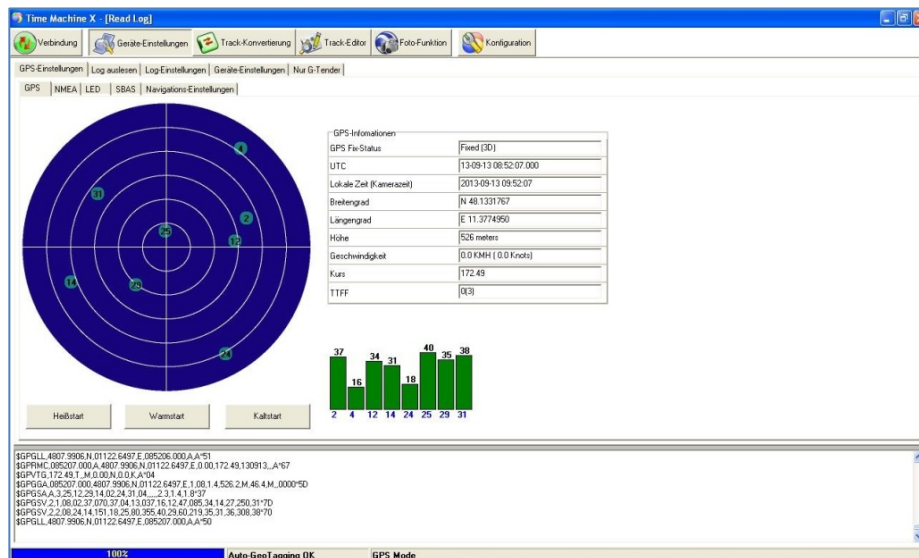 Time Machine X - [Read Log]
Verbindung Geräte-Einstellungen Track-Konvertierung Track-Editor Foto-Funktion Konfiguration
GPS-Einstellungen Log auslesen Log-Einstellungen Geräte-Einstellungen Nur G-Tender
GPS NMEA LED SBAS Navigations-Einstellungen
4
31
2
25
12
14
29
24
GPS-Infomationen
GPS Fix-Status Fixed (3D)
UTC 13-09-13 08:52:07.000
Lokale Zeit (Kamerazeit) 2013-09-13 09:52:07
Breitengrad N 48.1331767
Längengrad E 11.3774950
Höhe 526 meters
Geschwindigkeit 0.0 KMH ( 0.0 Knots)
Kurs 172.49
TTFF 0(3)
37 16 34 31 18 40 35 38
2 4 12 14 24 25 29 31
Heißstart Warmstart Kaltstart
$GPGLL,4807.9906,N,01122.6497,E,085206.000,A,A*51
$GPRMC,085207.000,A,4807.9906,N,01122.6497,E,0.00,172.49,130913,,,A*67
$GPVTG,172.49,T,,M,0.00,N,0.0,K,A*04
$GPGGA,085207.000,4807.9906,N,01122.6497,E,1,08,1.4,526.2,M,46.4,M,,0000*5D
$GPGSA,A,3,25,12,29,14,02,24,31,04,,,,,2.3,1.4,1.8*37
$GPGSV,2,1,08,02,37,070,37,04,13,037,16,12,47,085,34,14,27,250,31*7D
$GPGSV,2,2,08,24,14,151,18,25,80,355,40,29,60,219,35,31,36,308,38*70
$GPGLL,4807.9906,N,01122.6497,E,085207.000,A,A*50
100% Auto-GeoTagging OK GPS Mode